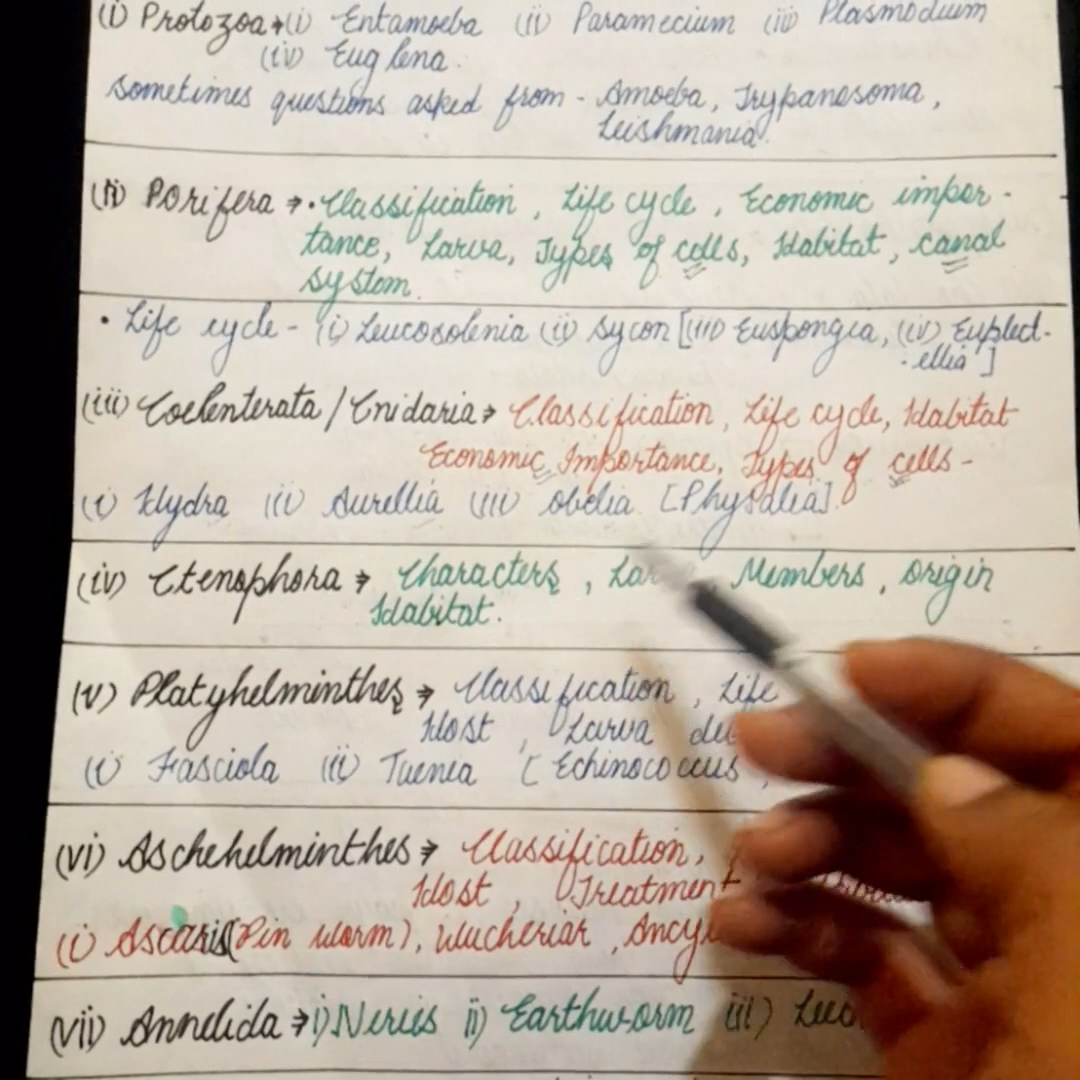 (i) Protozoa → (i) Entamoeba (ii) Paramecium (iii) Plasmodium
(iv) Euglena.
Sometimes questions asked from - Amoeba, Trypanosoma,
Leishmania.
(ii) Porifera → • Classification, Life cycle, Economic impor-
tance, Larva, Types of cells, Habitat, canal
system.
• Life cycle - (i) Leucosolenia (ii) Sycon [(iii) Euspongia, (iv) Euplect-
-ellia]
(iii) Coelenterata / Cnidaria → Classification, Life cycle, Habitat
Economic Importance, Types of cells -
(i) Hydra (ii) Aurellia (iii) obelia [Physalia].
(iv) Ctenophora → Characters, Members, origin
Habitat.
(v) Platyhelminthes → Classification, Life
Host, Larva
(i) Fasciola (ii) Taenia [Echinococcus,
(vi) Aschehelminthes → Classification,
Host, Treatment
(i) Ascaris (Pin worm), Wucheriar,
(vii) Annelida → i) Neries ii) Earthworm iii)